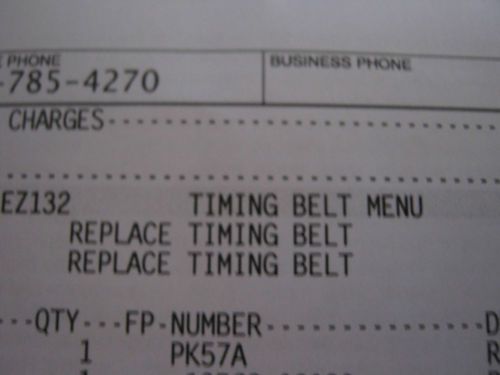 PHONE BUSINESS PHONE
-785-4270
CHARGES
EZ132 TIMING BELT MENU
REPLACE TIMING BELT
REPLACE TIMING BELT
---QTY---FP-NUMBER---------------D
1 PK57A R